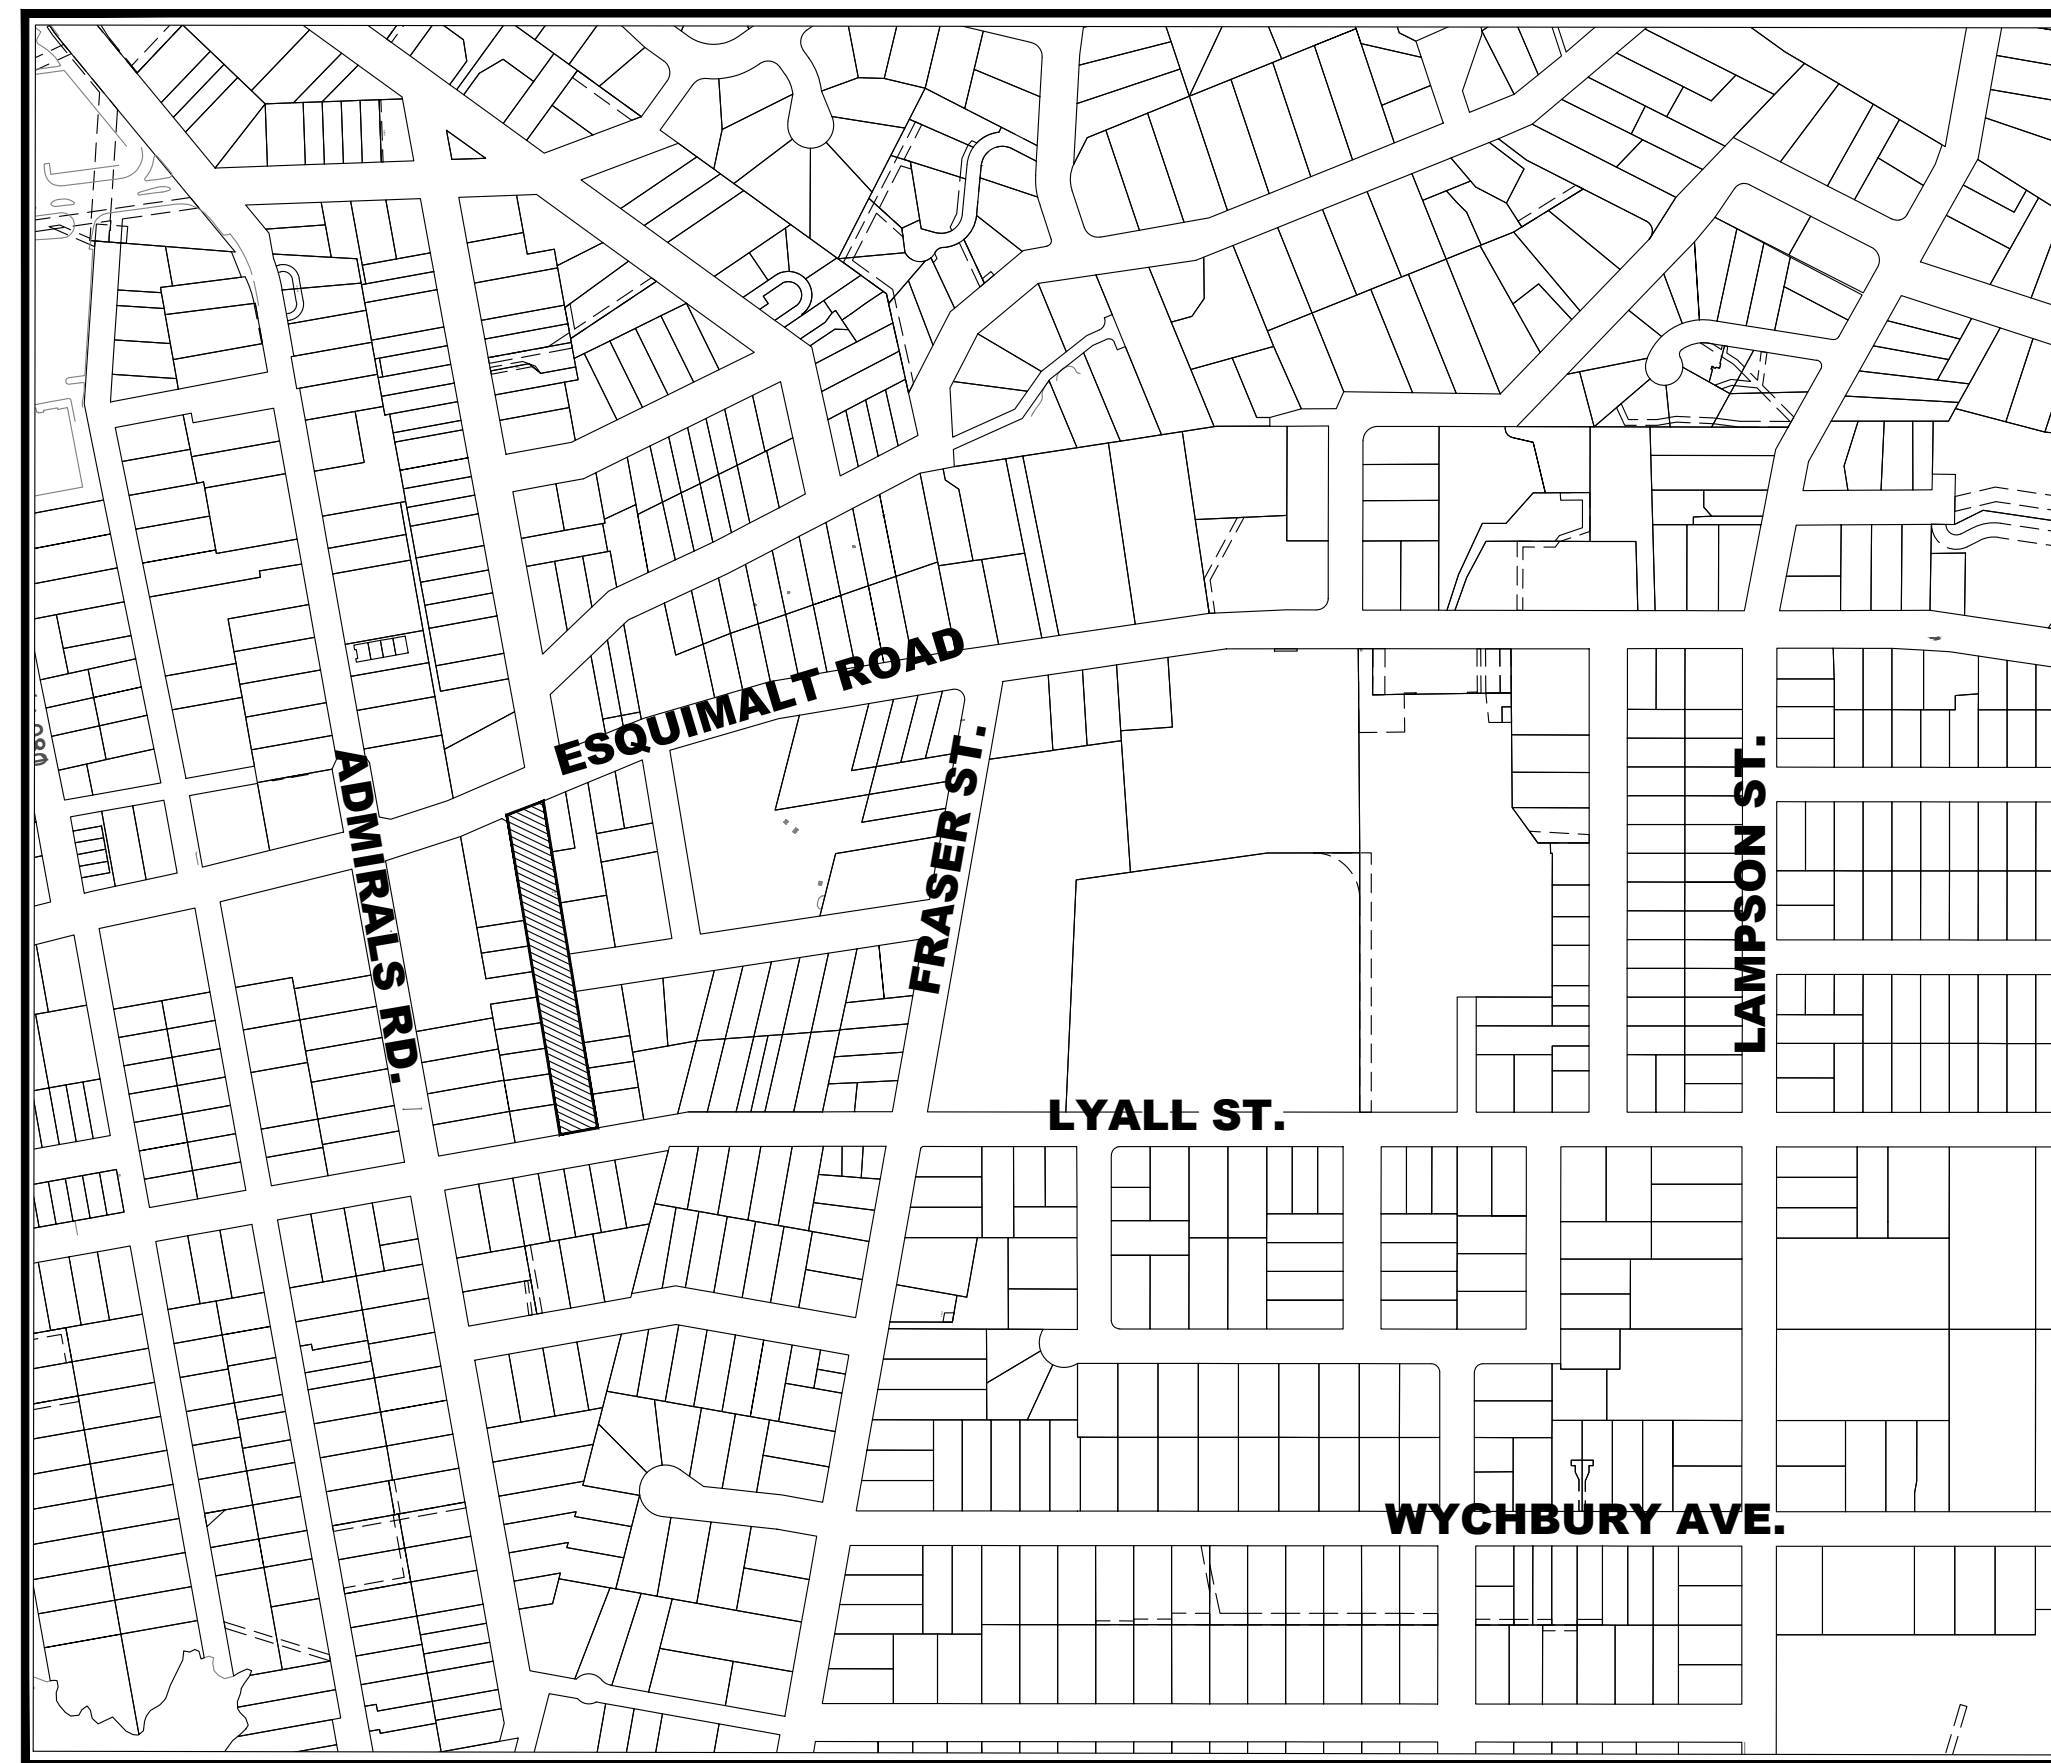 ESQUIMALT ROAD
ADMIRALS RD.
FRASER ST.
LAMPSON ST.
LYALL ST.
WYCHBURY AVE.